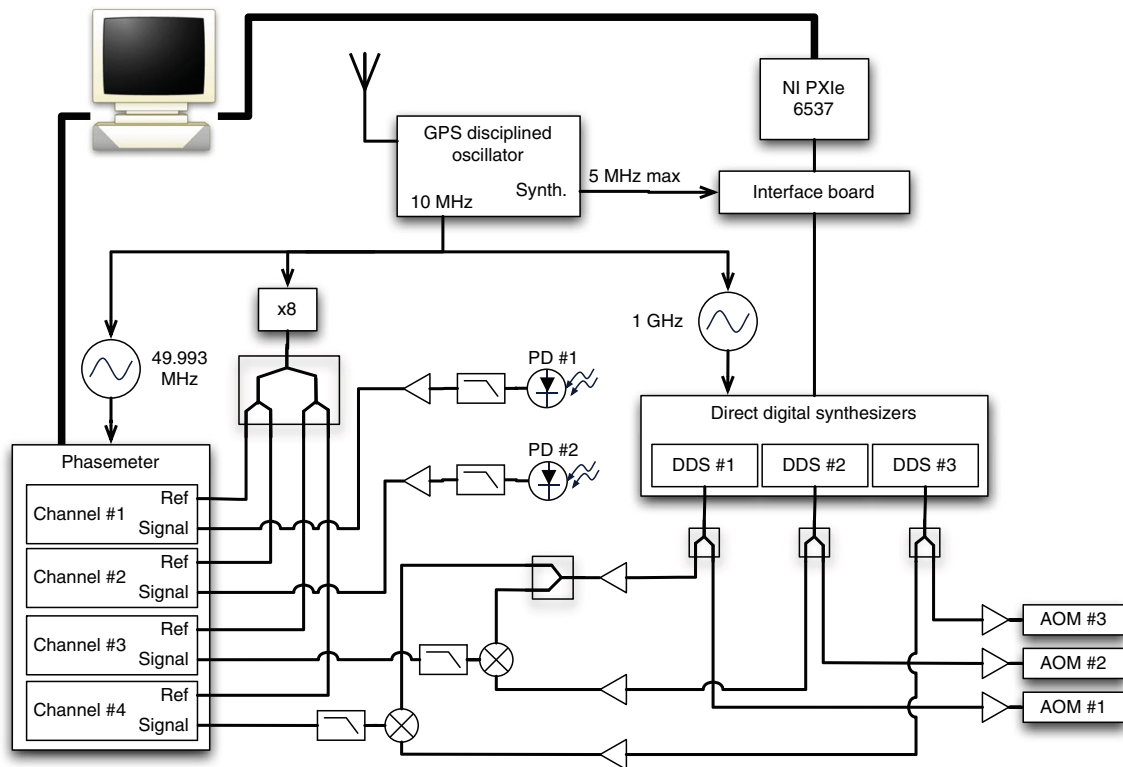 NI PXIe
6537
GPS disciplined
oscillator
Synth.
10 MHz
5 MHz max
Interface board
x8
1 GHz
49.993
MHz
PD #1
PD #2
Direct digital synthesizers
DDS #1
DDS #2
DDS #3
Phasemeter
Channel #1
Ref
Signal
Channel #2
Ref
Signal
Channel #3
Ref
Signal
Channel #4
Ref
Signal
AOM #3
AOM #2
AOM #1